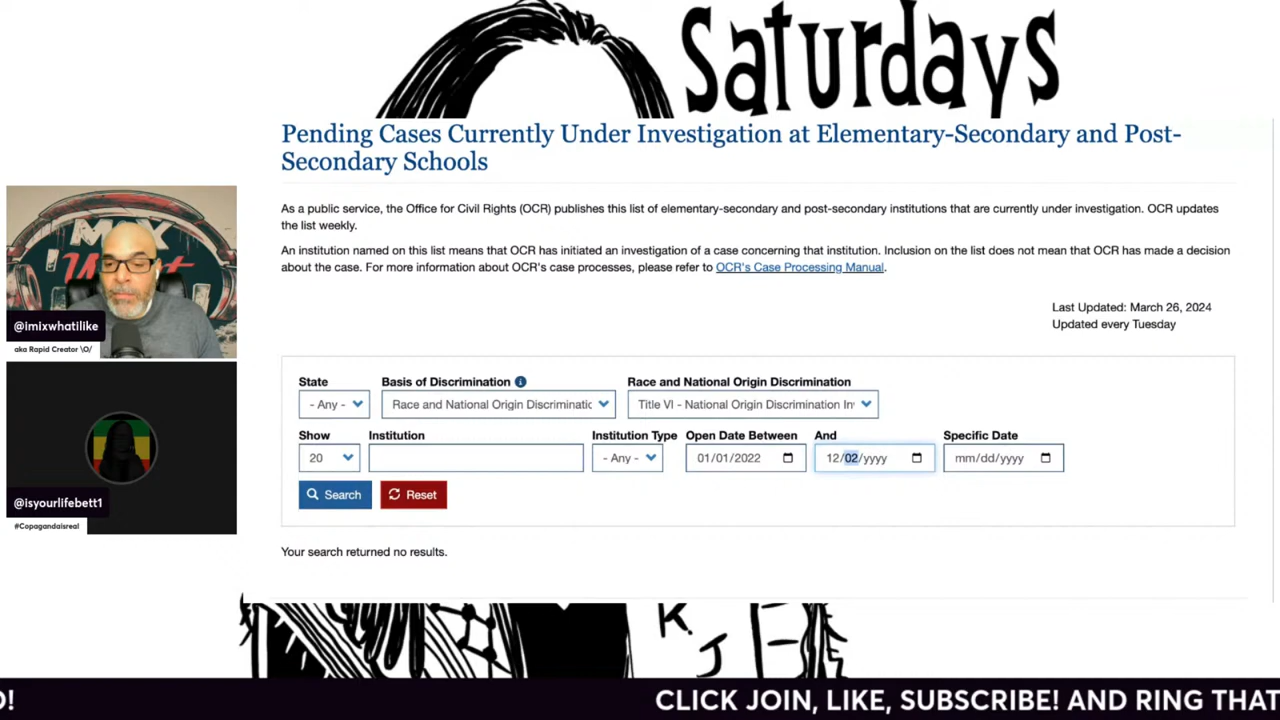 Saturdays
Pending Cases Currently Under Investigation at Elementary-Secondary and Post-
Secondary Schools
As a public service, the Office for Civil Rights (OCR) publishes this list of elementary-secondary and post-secondary institutions that are currently under investigation. OCR updates
the list weekly.
An institution named on this list means that OCR has initiated an investigation of a case concerning that institution. Inclusion on the list does not mean that OCR has made a decision
about the case. For more information about OCR's case processes, please refer to OCR's Case Processing Manual.
Last Updated: March 26, 2024
Updated every Tuesday
State Basis of Discrimination Race and National Origin Discrimination
- Any - Race and National Origin Discriminatic Title VI - National Origin Discrimination In
Show Institution Institution Type Open Date Between And Specific Date
20 - Any - 01/01/2022 12/02/yyyy mm/dd/yyyy
Search Reset
Your search returned no results.
@imixwhatilike
aka Rapid Creator \O/
@isyourlifebett1
#Copagandaisreal
K.
J
O! CLICK JOIN, LIKE, SUBSCRIBE! AND RING THAT